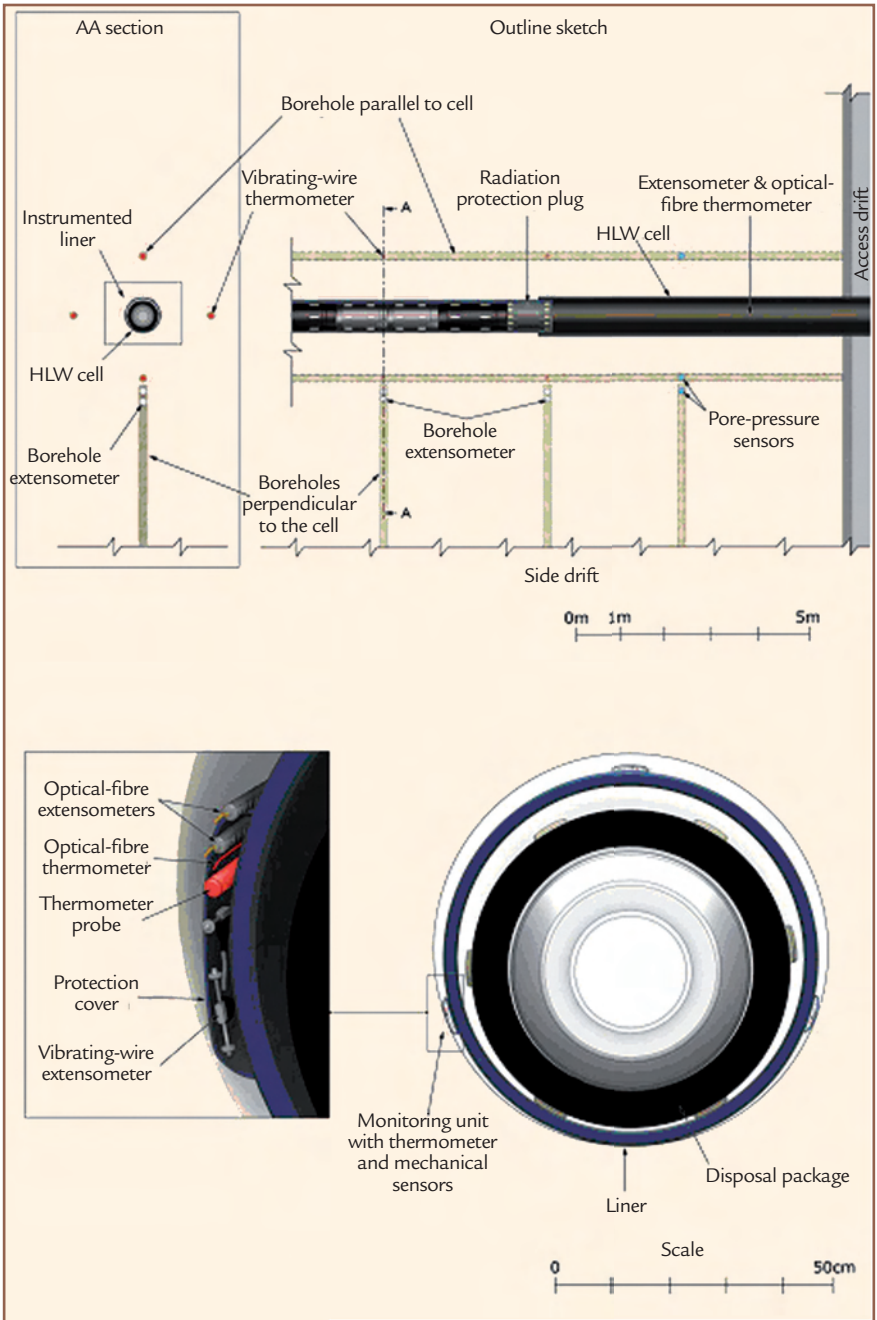 AA section
Outline sketch
Borehole parallel to cell
Vibrating-wire
thermometer
Instrumented
liner
HLW cell
Borehole
extensometer
Boreholes
perpendicular
to the cell
A
A
Radiation
protection plug
Extensometer & optical-
fibre thermometer
HLW cell
Access drift
Borehole
extensometer
Pore-pressure
sensors
Side drift
0m 1m 5m
Optical-fibre
extensometers
Optical-fibre
thermometer
Thermometer
probe
Protection
cover
Vibrating-wire
extensometer
Monitoring unit
with thermometer
and mechanical
sensors
Liner
Disposal package
Scale
0 50cm